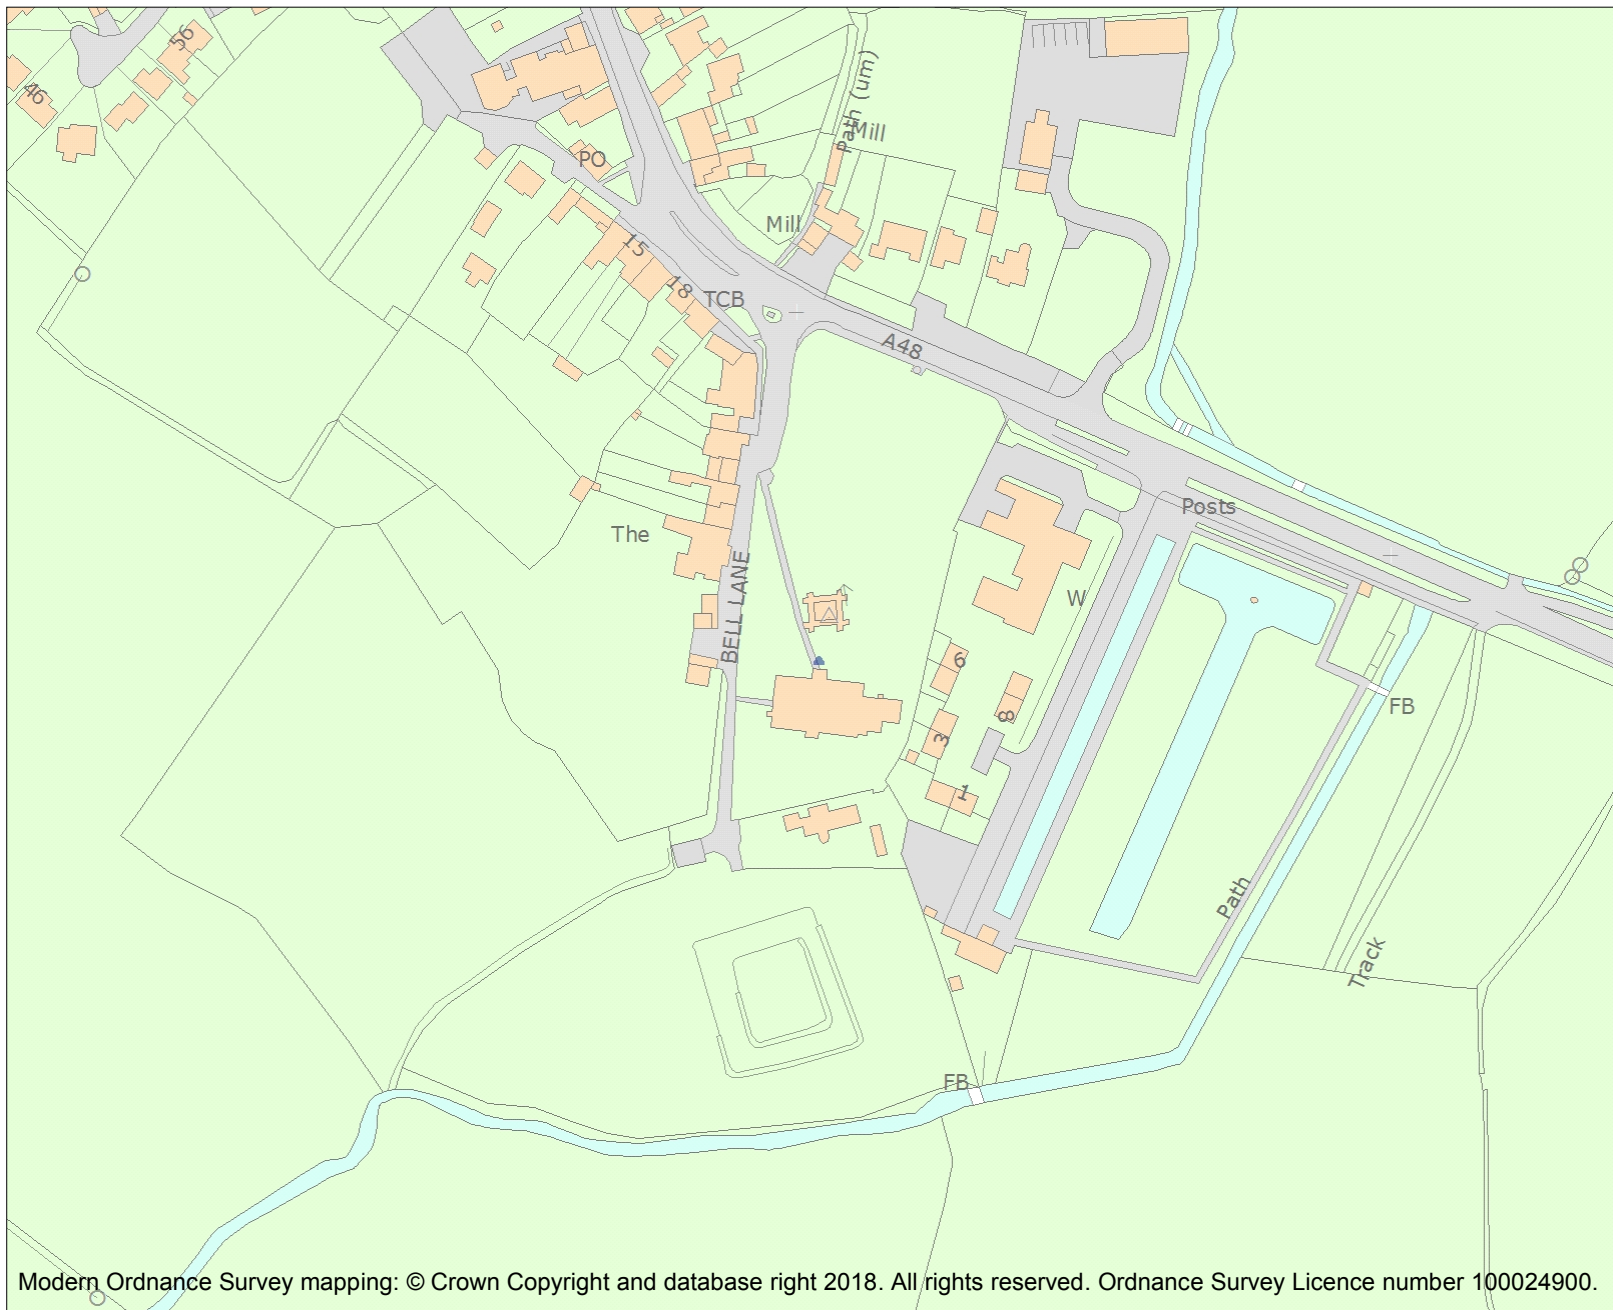 56
46
Path (um)
Mill
PO
Mill
15
18
TCB
A48
Posts
The
BELL LANE
W
6
8
3
FB
1
Path
Track
FB
Modern Ordnance Survey mapping: © Crown Copyright and database right 2018. All rights reserved. Ordnance Survey Licence number 100024900.